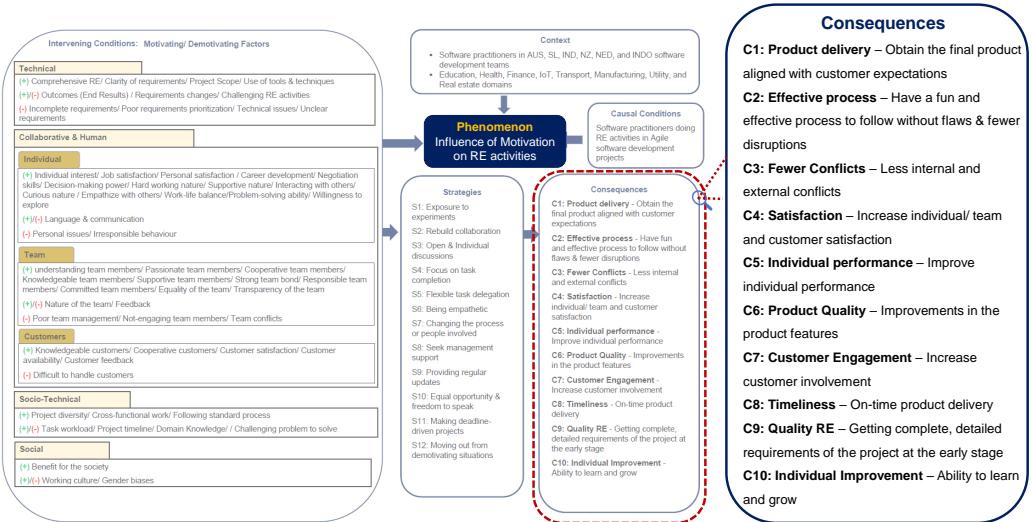 Intervening Conditions: Motivating/ Demotivating Factors
Technical
(+) Comprehensive RE/ Clarity of requirements/ Project Scope/ Use of tools & techniques
(+)/(-) Outcomes (End Results) / Requirements changes/ Challenging RE activities
(-) Incomplete requirements/ Poor requirements prioritization/ Technical issues/ Unclear
requirements
Collaborative & Human
Individual
(+) Individual interest/ Job satisfaction/ Personal satisfaction / Career development/ Negotiation
skills/ Decision-making power/ Hard working nature/ Supportive nature/ Interacting with others/
Curious nature / Empathize with others/ Work-life balance/Problem-solving ability/ Willingness to
explore
(+)/(-) Language & communication
(-) Personal issues/ Irresponsible behaviour
Team
(+) understanding team members/ Passionate team members/ Cooperative team members/
Knowledgeable team members/ Supportive team members/ Strong team bond/ Responsible team
members/ Committed team members/ Equality of the team/ Transparency of the team
(+)/(-) Nature of the team/ Feedback
(-) Poor team management/ Not-engaging team members/ Team conflicts
Customers
(+) Knowledgeable customers/ Cooperative customers/ Customer satisfaction/ Customer
availability/ Customer feedback
(-) Difficult to handle customers
Socio-Technical
(+) Project diversity/ Cross-functional work/ Following standard process
(+)/(-) Task workload/ Project timeline/ Domain Knowledge/ / Challenging problem to solve
Social
(+) Benefit for the society
(+)/(-) Working culture/ Gender biases
Context
• Software practitioners in AUS, SL, IND, NZ, NED, and INDO software
development teams
• Education, Health, Finance, IoT, Transport, Manufacturing, Utility, and
Real estate domains
Phenomenon
Influence of Motivation
on RE activities
Causal Conditions
Software practitioners doing
RE activities in Agile
software development
projects
Strategies
S1: Exposure to
experiments
S2: Rebuild collaboration
S3: Open & Individual
discussions
S4: Focus on task
completion
S5: Flexible task delegation
S6: Being empathetic
S7: Changing the process
or people involved
S8: Seek management
support
S9: Providing regular
updates
S10: Equal opportunity &
freedom to speak
S11: Making deadline-
driven projects
S12: Moving out from
demotivating situations
Consequences
C1: Product delivery - Obtain the
final product aligned with customer
expectations
C2: Effective process - Have fun
and effective process to follow without
flaws & fewer disruptions
C3: Fewer Conflicts - Less internal
and external conflicts
C4: Satisfaction - Increase
individual/ team and customer
satisfaction
C5: Individual performance -
Improve individual performance
C6: Product Quality - Improvements
in the product features
C7: Customer Engagement -
Increase customer involvement
C8: Timeliness - On-time product
delivery
C9: Quality RE - Getting complete,
detailed requirements of the project at
the early stage
C10: Individual Improvement -
Ability to learn and grow
Consequences
C1: Product delivery – Obtain the final product
aligned with customer expectations
C2: Effective process – Have a fun and
effective process to follow without flaws & fewer
disruptions
C3: Fewer Conflicts – Less internal and
external conflicts
C4: Satisfaction – Increase individual/ team
and customer satisfaction
C5: Individual performance – Improve
individual performance
C6: Product Quality – Improvements in the
product features
C7: Customer Engagement – Increase
customer involvement
C8: Timeliness – On-time product delivery
C9: Quality RE – Getting complete, detailed
requirements of the project at the early stage
C10: Individual Improvement – Ability to learn
and grow